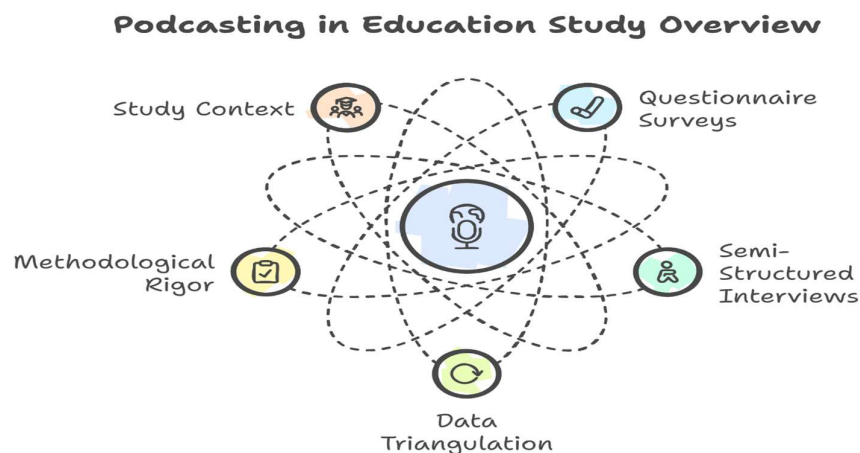 Podcasting in Education Study Overview
Study Context
Questionnaire
Surveys
Methodological
Rigor
Semi-
Structured
Interviews
Data
Triangulation